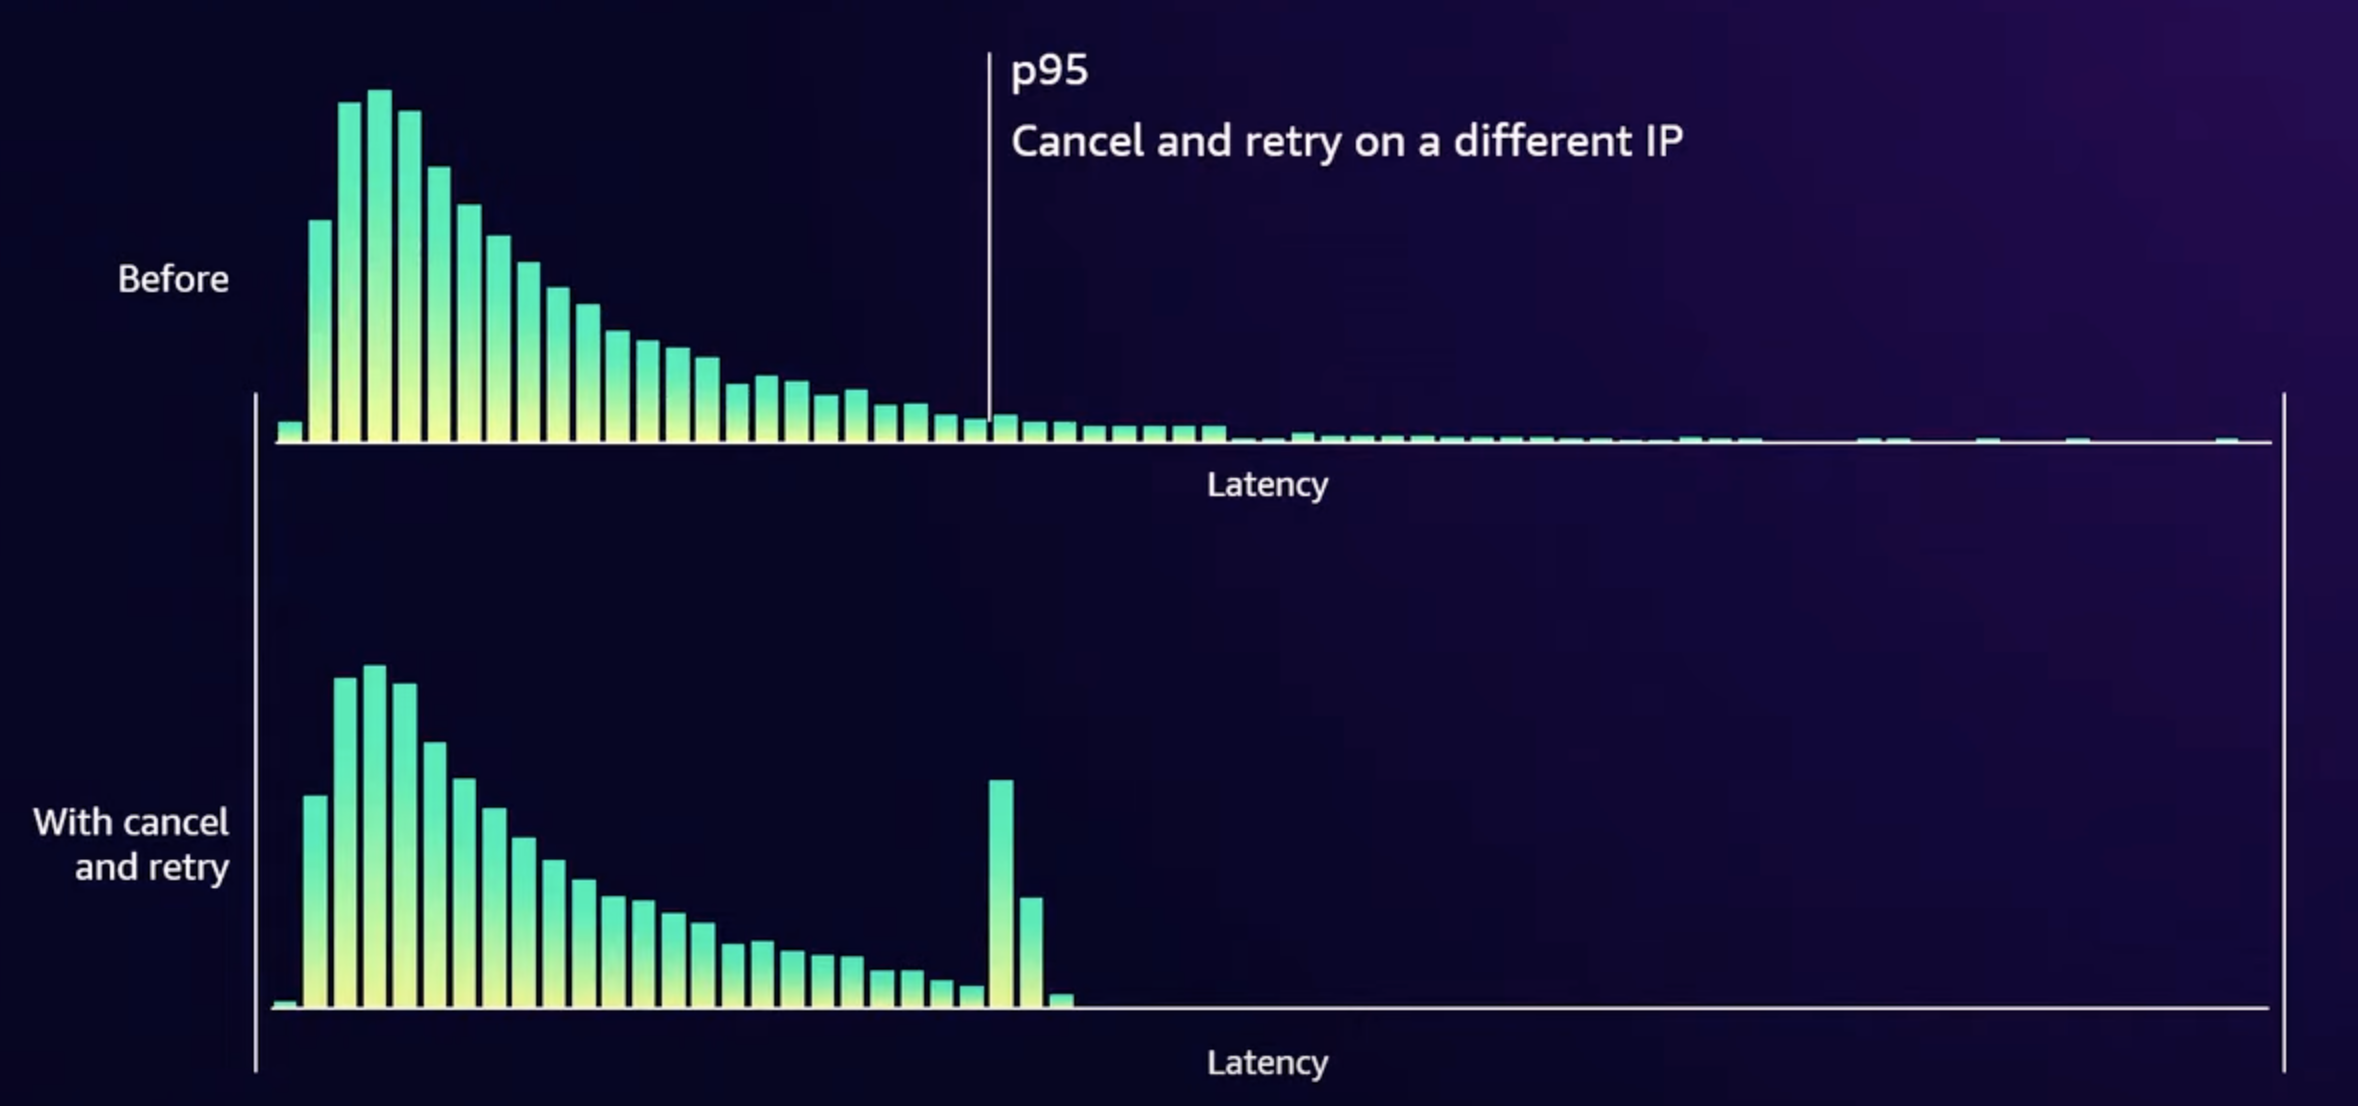 p95
Cancel and retry on a different IP
Before
Latency
With cancel
and retry
Latency